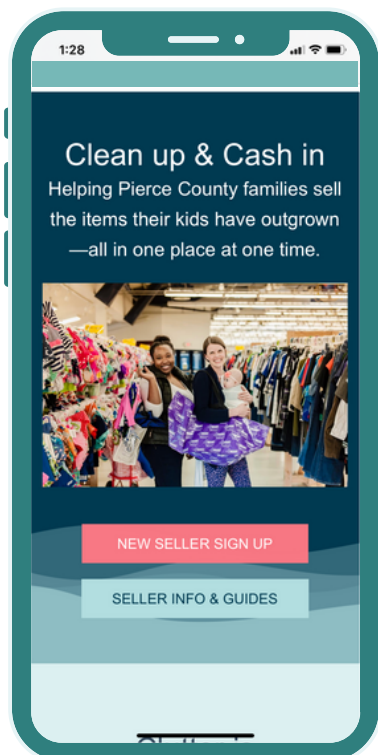 1:28
Clean up & Cash in
Helping Pierce County families sell
the items their kids have outgrown
—all in one place at one time.
NEW SELLER SIGN UP
SELLER INFO & GUIDES